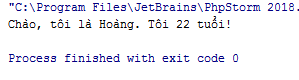 "C:\Program Files\JetBrains\PhpStorm 2018.
Chào, tôi là Hoàng. Tôi 22 tuổi!
Process finished with exit code 0